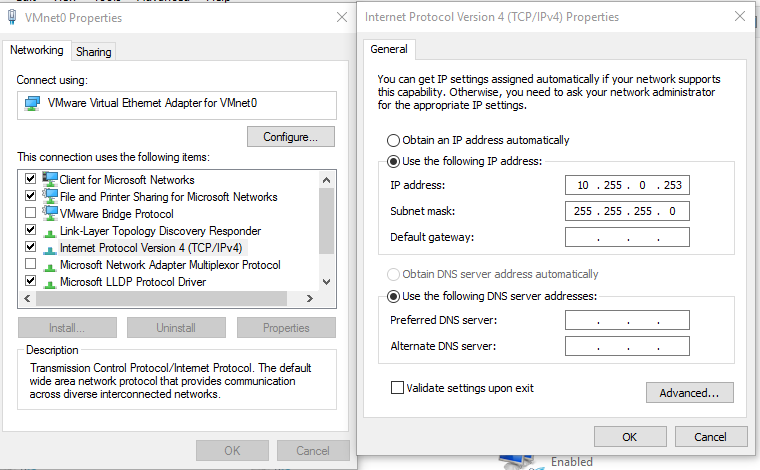 VMnet0 Properties
Networking
Sharing
Connect using:
VMware Virtual Ethernet Adapter for VMnet0
Configure...
This connection uses the following items:
Client for Microsoft Networks
File and Printer Sharing for Microsoft Networks
VMware Bridge Protocol
Link-Layer Topology Discovery Responder
Internet Protocol Version 4 (TCP/IPv4)
Microsoft Network Adapter Multiplexor Protocol
Microsoft LLDP Protocol Driver
Install...
Uninstall
Properties
Description
Transmission Control Protocol/Internet Protocol. The default
wide area network protocol that provides communication
across diverse interconnected networks.
OK
Cancel
Internet Protocol Version 4 (TCP/IPv4) Properties
General
You can get IP settings assigned automatically if your network supports
this capability. Otherwise, you need to ask your network administrator
for the appropriate IP settings.
Obtain an IP address automatically
Use the following IP address:
IP address: 10 . 255 . 0 . 253
Subnet mask: 255 . 255 . 255 . 0
Default gateway: . . .
Obtain DNS server address automatically
Use the following DNS server addresses:
Preferred DNS server: . . .
Alternate DNS server: . . .
Validate settings upon exit
Advanced...
OK
Cancel
Enabled